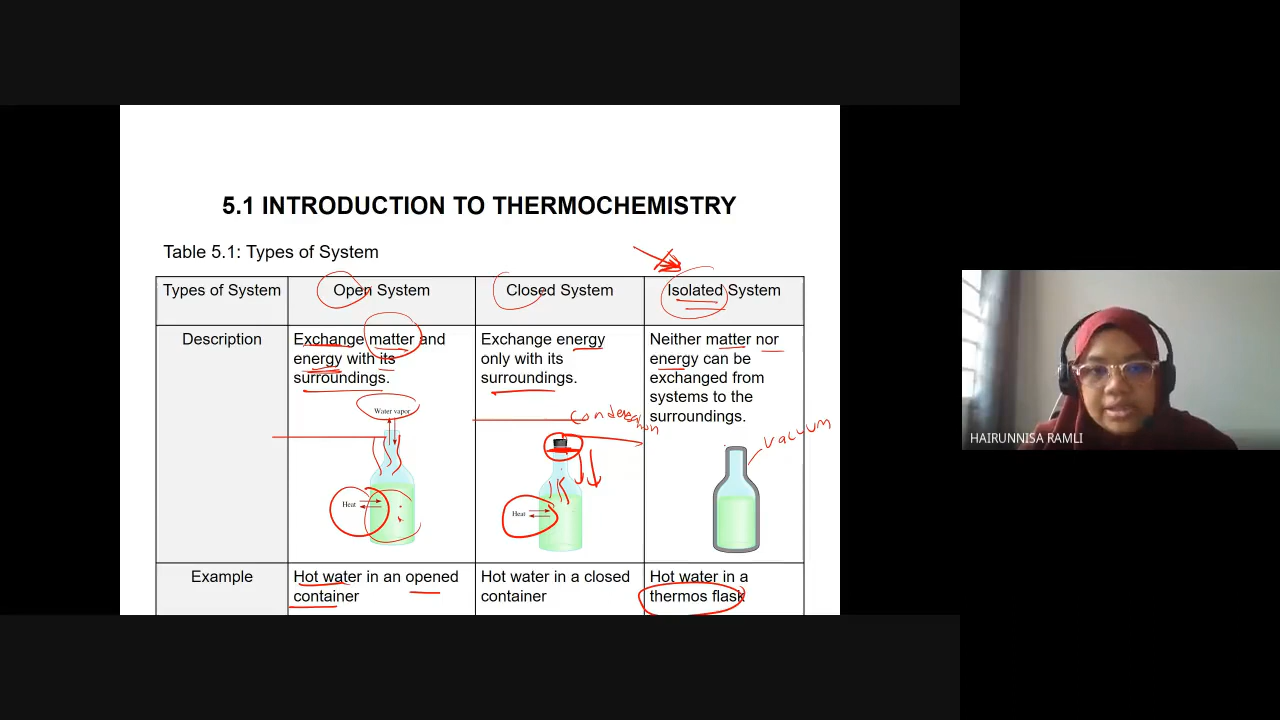 5.1 INTRODUCTION TO THERMOCHEMISTRY
Table 5.1: Types of System
Types of System
Open System
Closed System
Isolated System
Description
Exchange matter and
energy with its
surroundings.
Water vapor
Heat
Exchange energy
only with its
surroundings.
Condensation
Heat
Neither matter nor
energy can be
exchanged from
systems to the
surroundings.
vacuum
Example
Hot water in an opened
container
Hot water in a closed
container
Hot water in a
thermos flask
HAIRUNNISA RAMLI